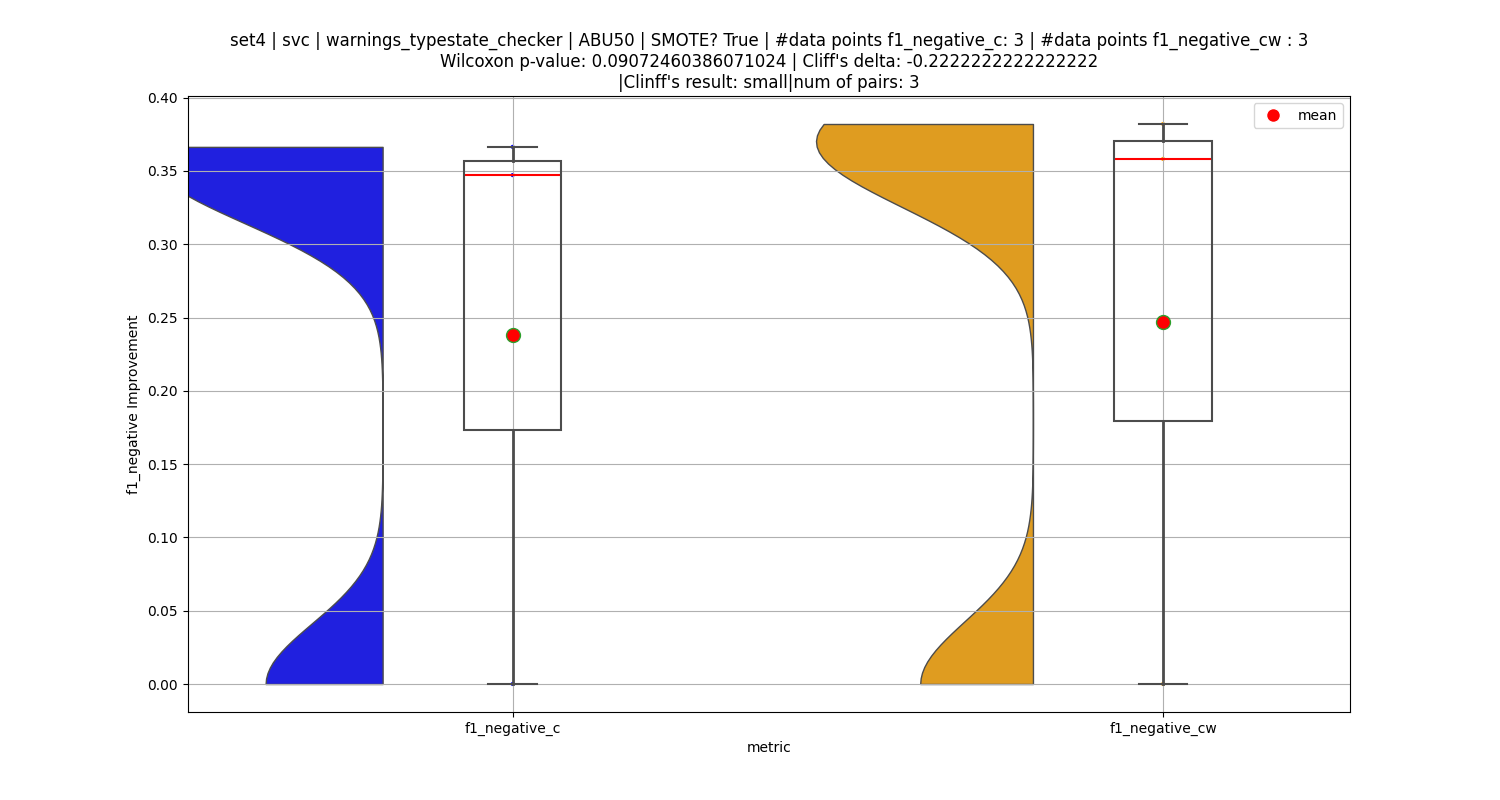 set4 | svc | warnings_typestate_checker | ABU50 | SMOTE? True | #data points f1_negative_c: 3 | #data points f1_negative_cw : 3
Wilcoxon p-value: 0.09072460386071024 | Cliff's delta: -0.2222222222222222
|Clinff's result: small|num of pairs: 3
mean
0.40
0.35
0.30
0.25
0.20
0.15
0.10
0.05
0.00
f1_negative Improvement
f1_negative_c
f1_negative_cw
metric